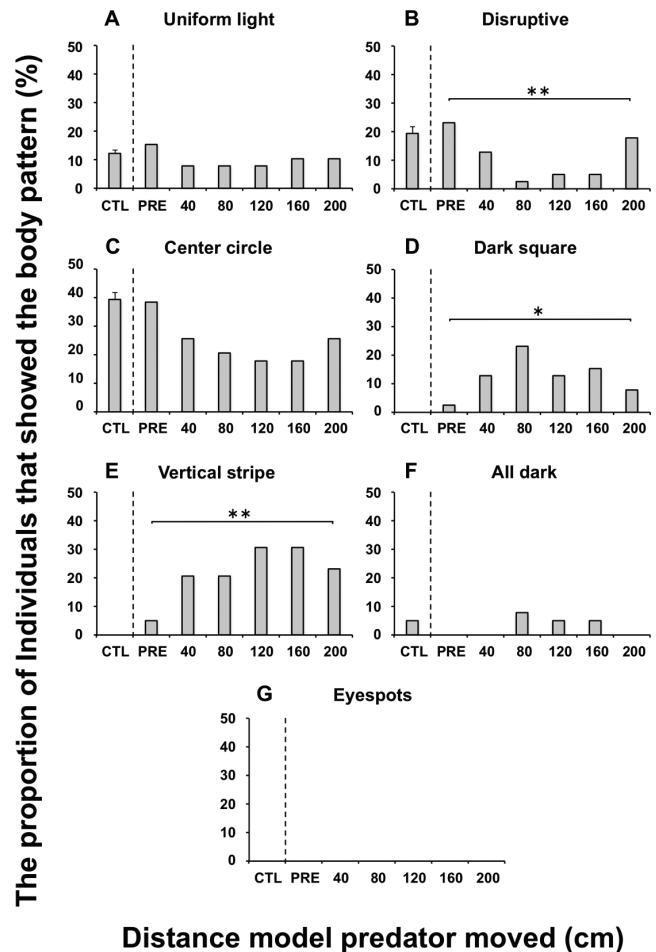 The proportion of Individuals that showed the body pattern (%)
A Uniform light
50
40
30
20
10
0
CTL PRE 40 80 120 160 200
B Disruptive
**
50
40
30
20
10
0
CTL PRE 40 80 120 160 200
C Center circle
50
40
30
20
10
0
CTL PRE 40 80 120 160 200
D Dark square
50
40
*
30
20
10
0
CTL PRE 40 80 120 160 200
E Vertical stripe
50
**
40
30
20
10
0
CTL PRE 40 80 120 160 200
F All dark
50
40
30
20
10
0
CTL PRE 40 80 120 160 200
G Eyespots
50
40
30
20
10
0
CTL PRE 40 80 120 160 200
Distance model predator moved (cm)